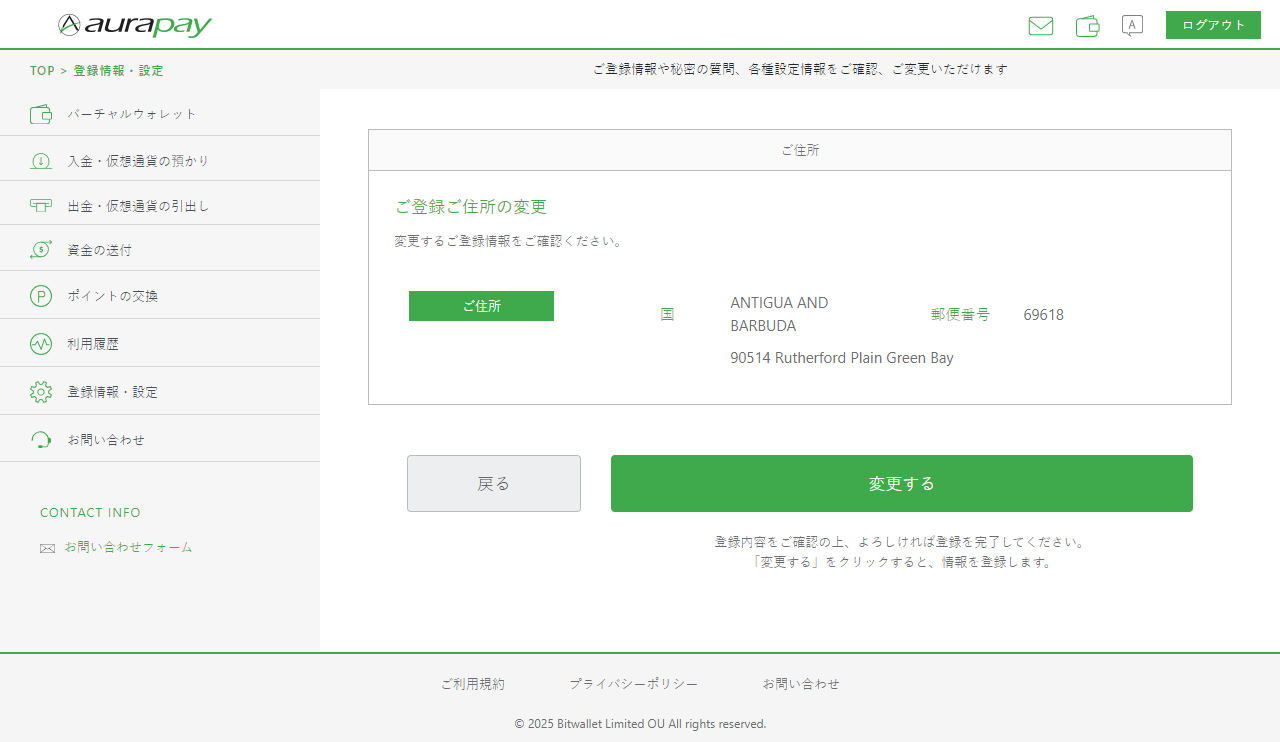 aurapay
A
ログアウト
TOP > 登録情報・設定
ご登録情報や秘密の質問、各種設定情報をご確認、ご変更いただけます
バーチャルウォレット
入金・仮想通貨の預かり
出金・仮想通貨の引出し
資金の送付
ポイントの交換
利用履歴
登録情報・設定
お問い合わせ
CONTACT INFO
お問い合わせフォーム
ご住所
ご登録ご住所の変更
変更するご登録情報をご確認ください。
ご住所
国
ANTIGUA AND
BARBUDA
郵便番号
69618
90514 Rutherford Plain Green Bay
戻る
変更する
登録内容をご確認の上、よろしければ登録を完了してください。
「変更する」をクリックすると、情報を登録します。
ご利用規約
プライバシーポリシー
お問い合わせ
© 2025 Bitwallet Limited OU All rights reserved.